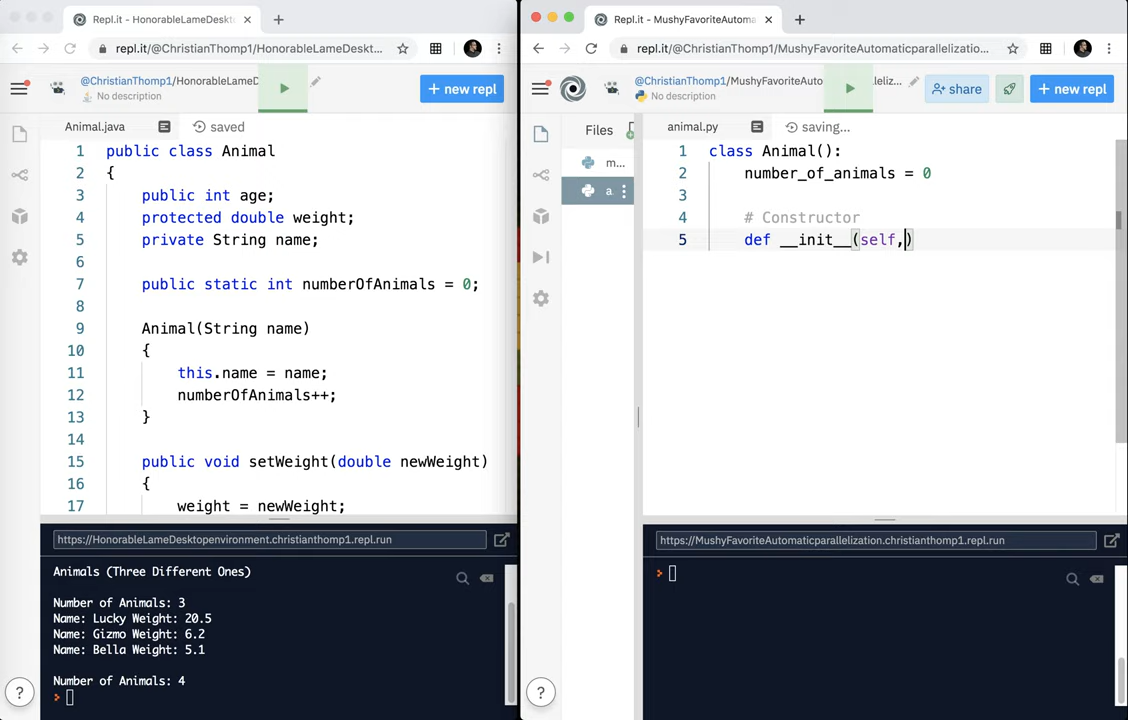 Repl.it - HonorableLameDeskt
repl.it/@ChristianThomp1/HonorableLameDeskt...
@ChristianThomp1/HonorableLameD
No description
+ new repl
Animal.java
saved
1 public class Animal
2 {
3 public int age;
4 protected double weight;
5 private String name;
6
7 public static int numberOfAnimals = 0;
8
9 Animal(String name)
10 {
11 this.name = name;
12 numberOfAnimals++;
13 }
14
15 public void setWeight(double newWeight)
16 {
17 weight = newWeight;
https://HonorableLameDesktopenvironment.christianthomp1.repl.run
Animals (Three Different Ones)
Number of Animals: 3
Name: Lucky Weight: 20.5
Name: Gizmo Weight: 6.2
Name: Bella Weight: 5.1
Number of Animals: 4
>
?
Repl.it - MushyFavoriteAutoma
repl.it/@ChristianThomp1/MushyFavoriteAutomaticparallelizatio...
@ChristianThomp1/MushyFavoriteAuto
liz...
No description
share
+ new repl
Files
m...
a
animal.py
saving...
1 class Animal():
2 number_of_animals = 0
3
4 # Constructor
5 def __init__(self,)
https://MushyFavoriteAutomaticparallelization.christianthomp1.repl.run
>
?